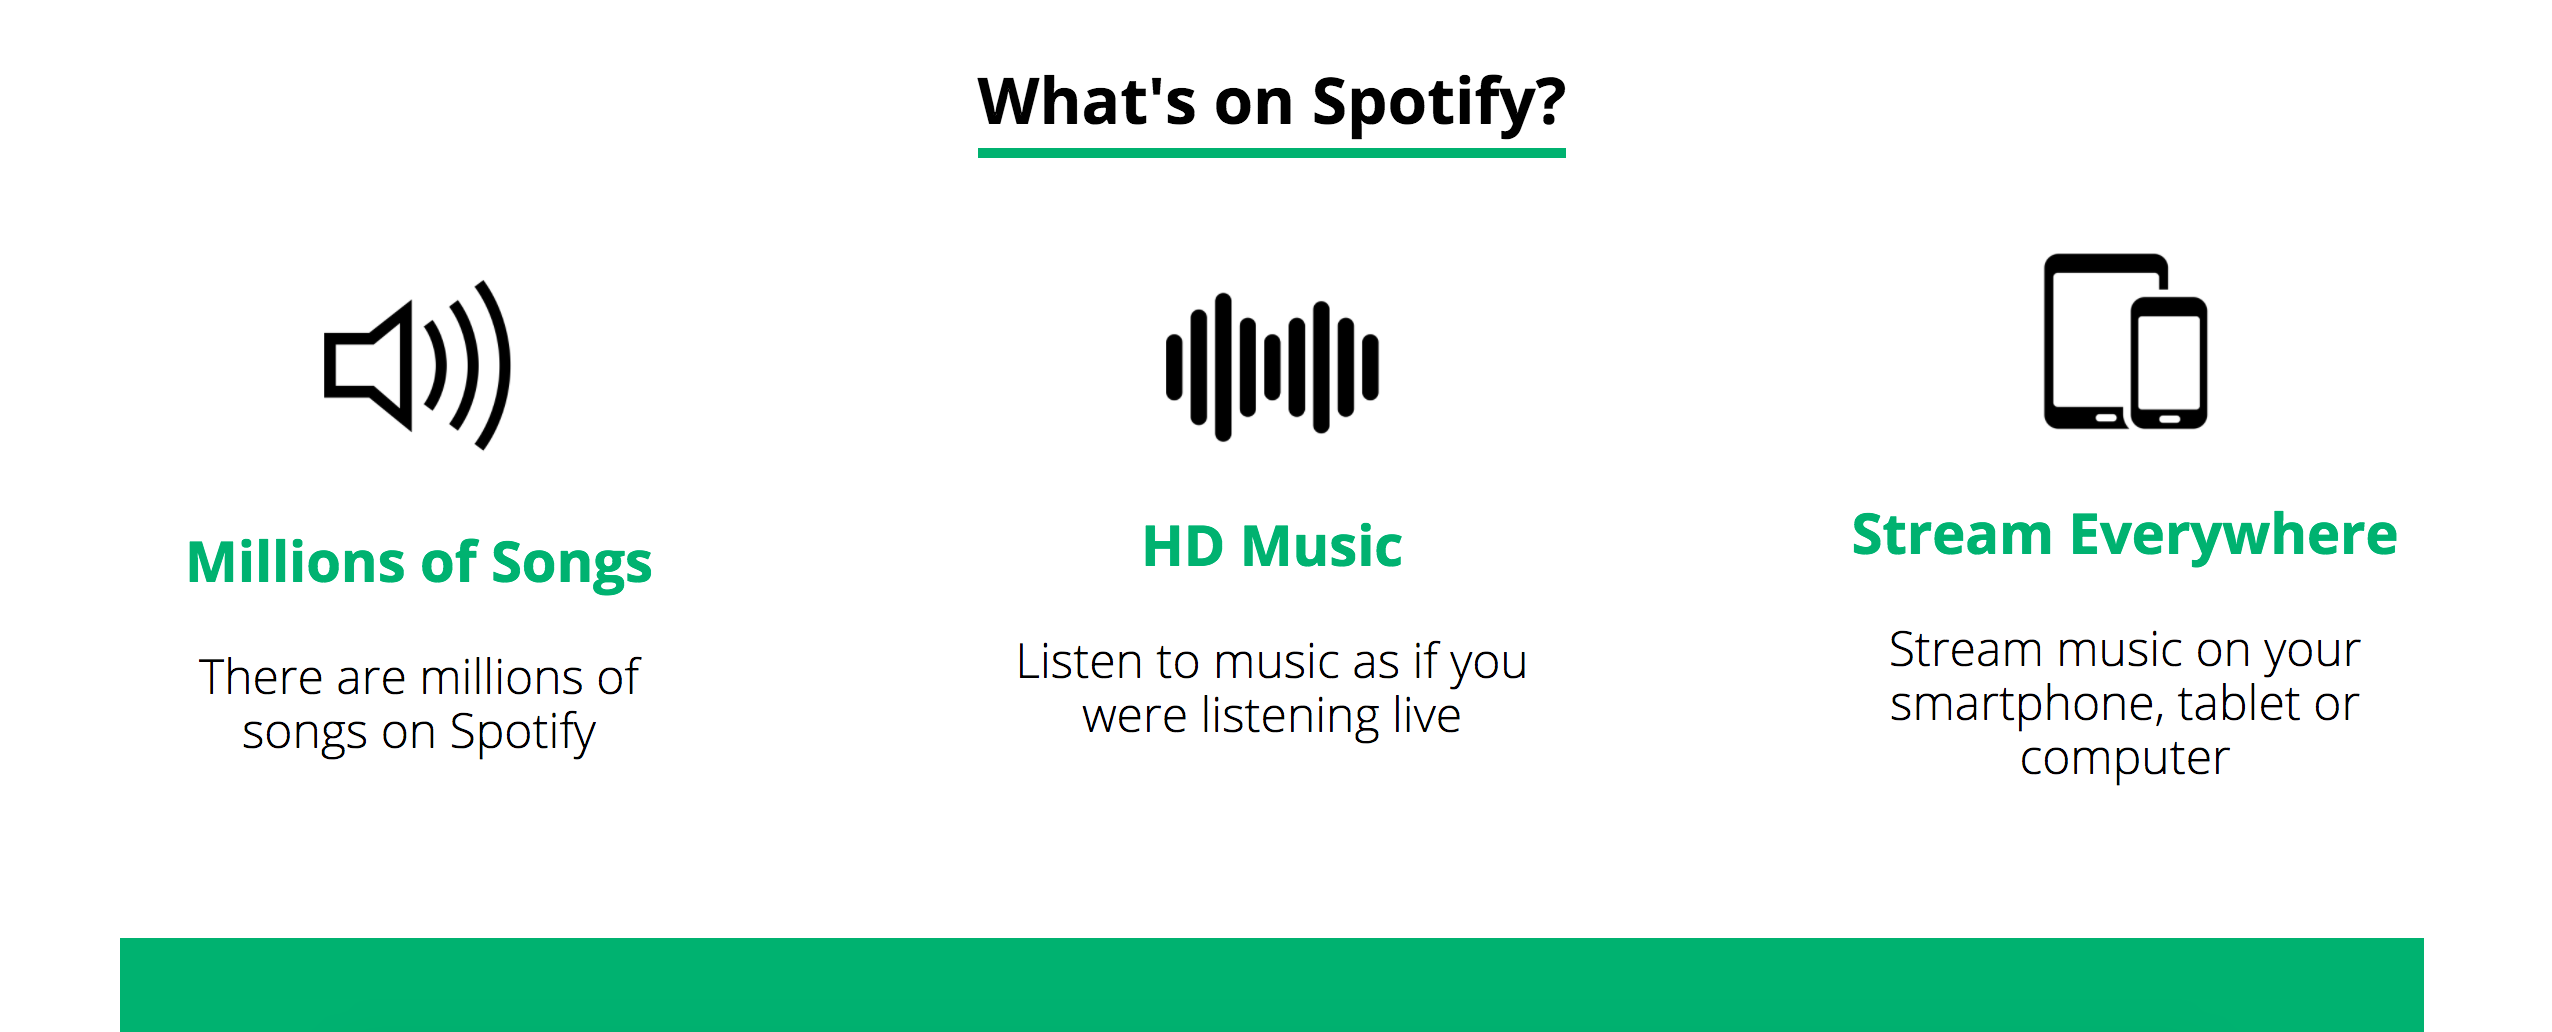 What's on Spotify?
Millions of Songs
There are millions of
songs on Spotify
HD Music
Listen to music as if you
were listening live
Stream Everywhere
Stream music on your
smartphone, tablet or
computer